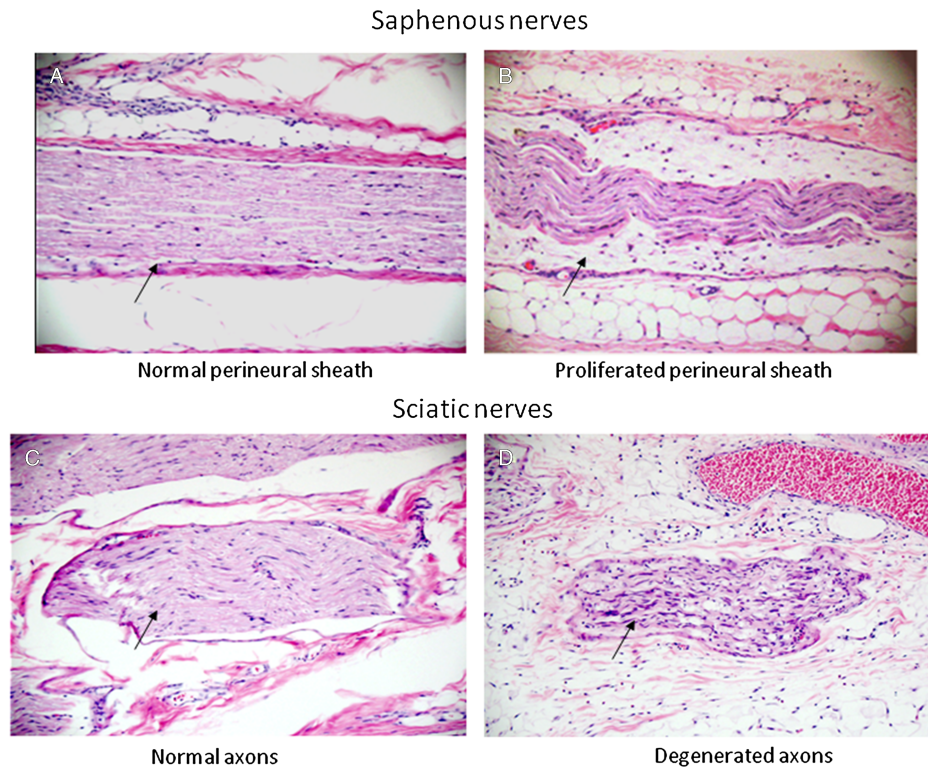 Saphenous nerves
A
B
Normal perineural sheath
Proliferated perineural sheath
Sciatic nerves
C
D
Normal axons
Degenerated axons